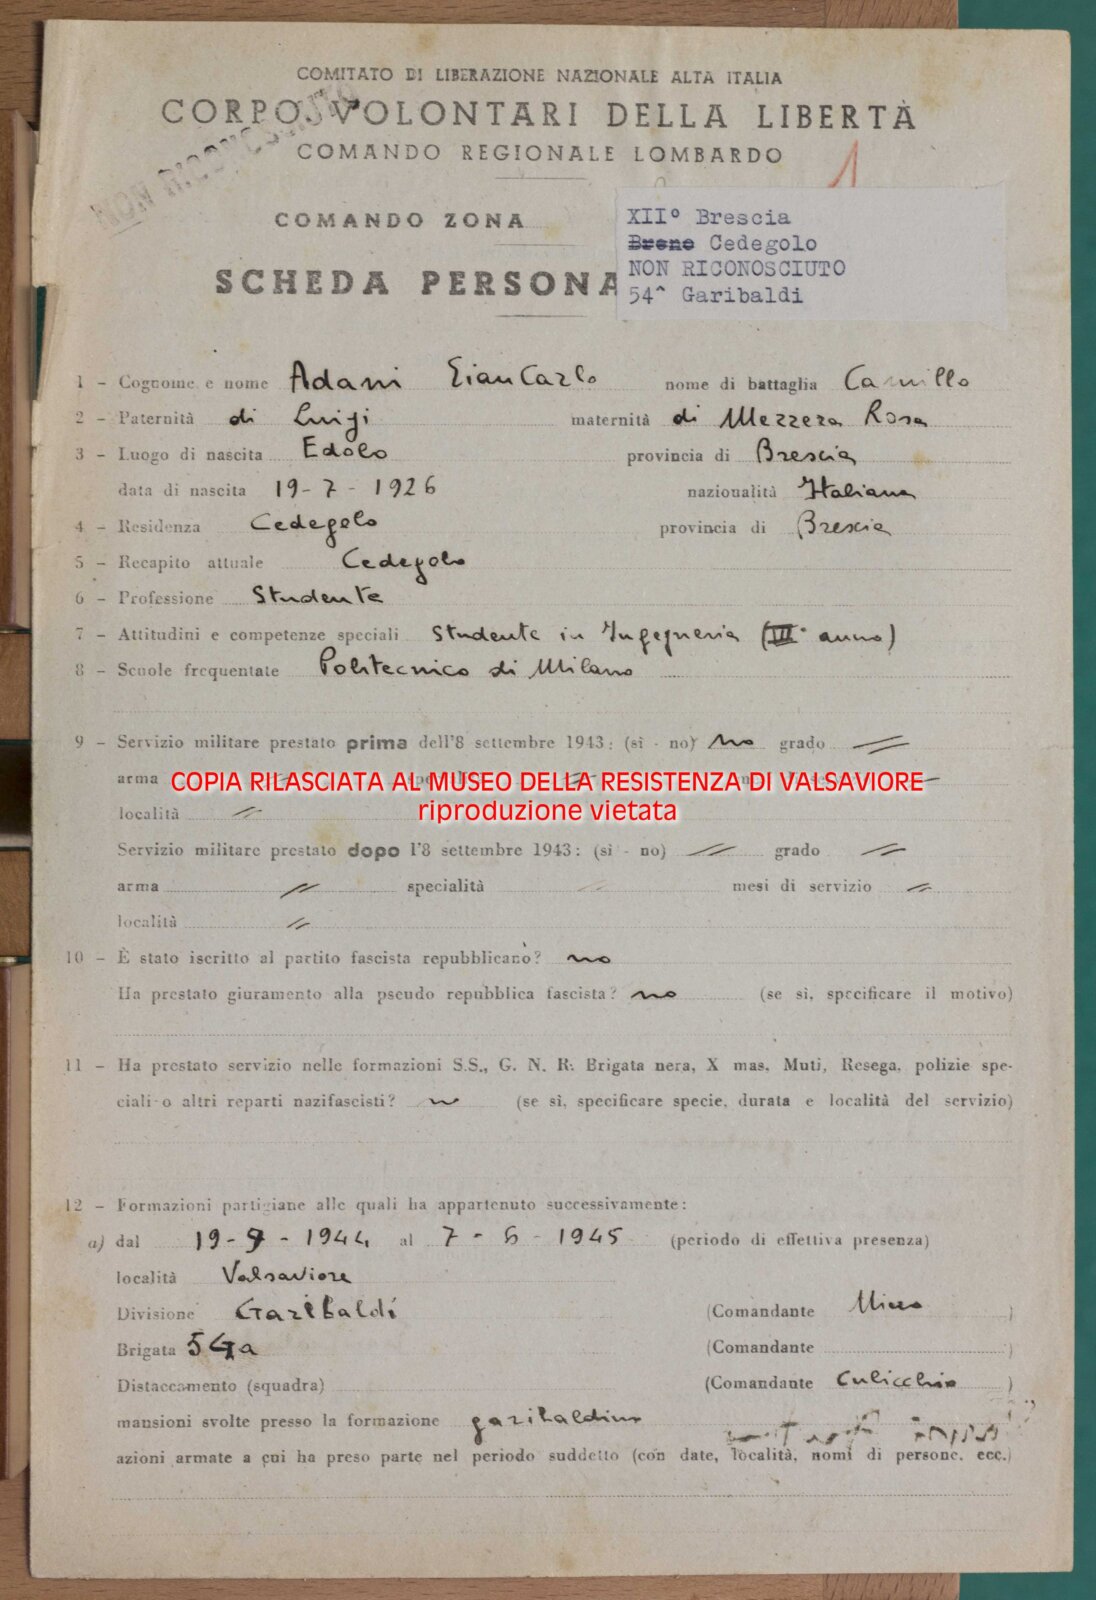 COMITATO DI LIBERAZIONE NAZIONALE ALTA ITALIA
CORPO VOLONTARI DELLA LIBERTÀ
COMANDO REGIONALE LOMBARDO
NON RICONOSCIUTO
1
COMANDO ZONA
XII° Brescia
Breno Cedegolo
NON RICONOSCIUTO
54^ Garibaldi
SCHEDA PERSONA
1 - Cognome e nome Adami GianCarlo nome di battaglia Camillo
2 - Paternità di Luigi maternità di Mezzera Rosa
3 - Luogo di nascita Edolo provincia di Brescia
data di nascita 19-7-1926 nazionalità Italiana
4 - Residenza Cedegolo provincia di Brescia
5 - Recapito attuale Cedegolo
6 - Professione Studente
7 - Attitudini e competenze speciali Studente in Ingegneria (III° anno)
8 - Scuole frequentate Politecnico di Milano
9 - Servizio militare prestato prima dell'8 settembre 1943: (sì - no) no grado //
arma
COPIA RILASCIATA AL MUSEO DELLA RESISTENZA DI VALSAVIORE
riproduzione vietata
località //
Servizio militare prestato dopo l'8 settembre 1943: (sì - no) // grado //
arma // specialità // mesi di servizio //
località //
10 - È stato iscritto al partito fascista repubblicano? no
Ha prestato giuramento alla pseudo repubblica fascista? no (se sì, specificare il motivo)
11 - Ha prestato servizio nelle formazioni S.S., G. N. R. Brigata nera, X mas, Muti, Resega, polizie spe-
ciali o altri reparti nazifascisti? no (se sì, specificare specie, durata e località del servizio)
12 - Formazioni partigiane alle quali ha appartenuto successivamente:
a) dal 19-9-1944 al 7-5-1945 (periodo di effettiva presenza)
località Valsaviore
Divisione Garibaldi (Comandante Nino )
Brigata 54a (Comandante )
Distaccamento (squadra) (Comandante Culicchio )
mansioni svolte presso la formazione garibaldino
azioni armate a cui ha preso parte nel periodo suddetto (con date, località, nomi di persone, ecc.)